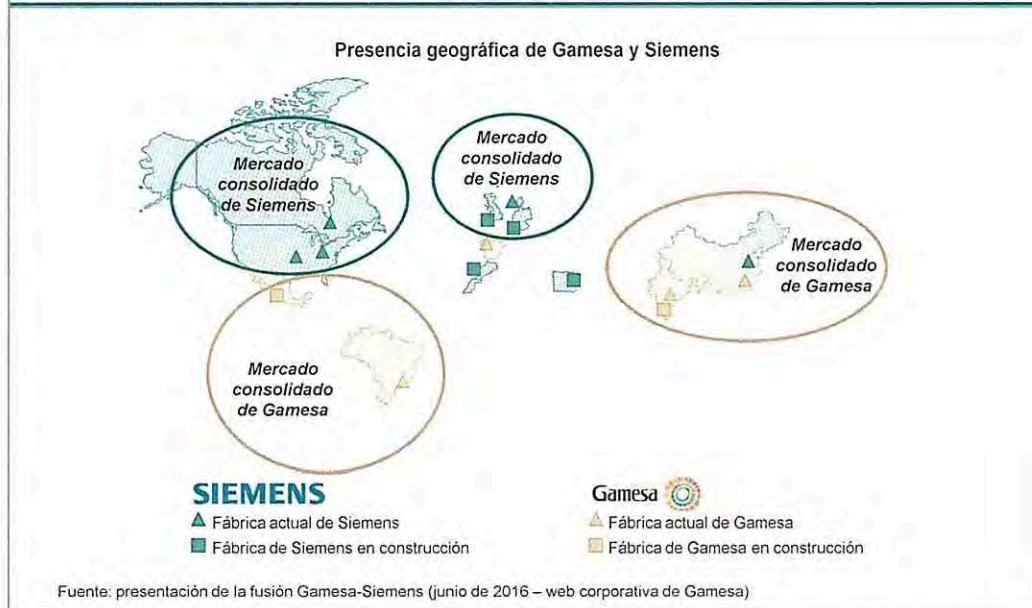 Presencia geográfica de Gamesa y Siemens
Mercado
consolidado
de Siemens
Mercado
consolidado
de Siemens
Mercado
consolidado
de Gamesa
Mercado
consolidado
de Gamesa
SIEMENS
Fábrica actual de Siemens
Fábrica de Siemens en construcción
Gamesa
Fábrica actual de Gamesa
Fábrica de Gamesa en construcción
Fuente: presentación de la fusión Gamesa-Siemens (junio de 2016 – web corporativa de Gamesa)